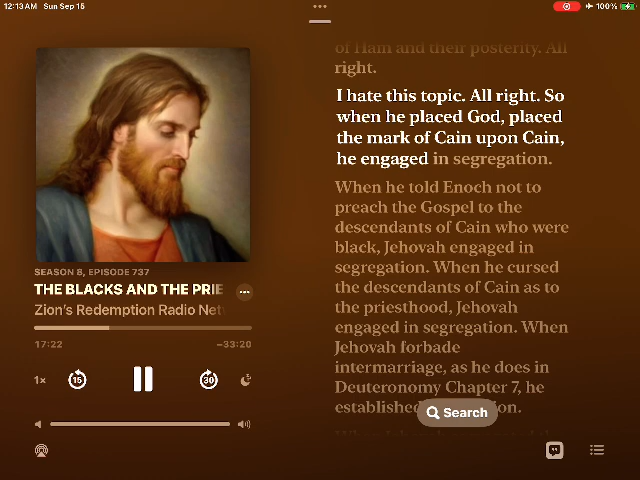 12:13 AM Sun Sep 15
100%
of Ham and their posterity. All
right.
I hate this topic. All right. So
when he placed God, placed
the mark of Cain upon Cain,
he engaged in segregation.
When he told Enoch not to
preach the Gospel to the
descendants of Cain who were
black, Jehovah engaged in
segregation. When he cursed
the descendants of Cain as to
the priesthood, Jehovah
engaged in segregation. When
Jehovah forbade
intermarriage, as he does in
Deuteronomy Chapter 7, he
established
Search
SEASON 8, EPISODE 737
THE BLACKS AND THE PRIE
Zion's Redemption Radio Net
17:22
-33:20
1×
15
30